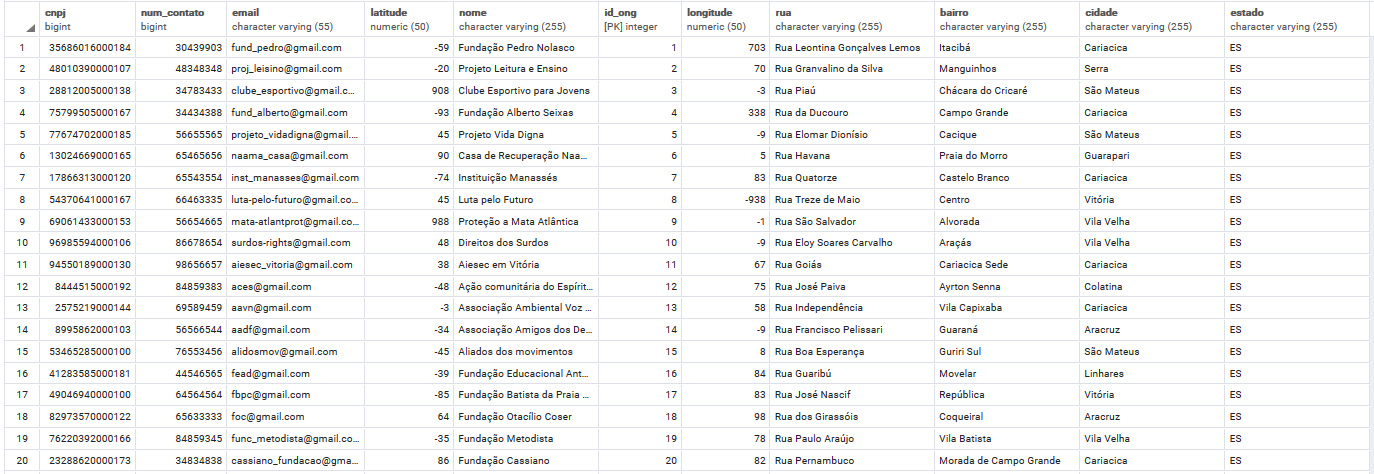 cnpj num_contato email latitude nome id_ong longitude rua bairro cidade estado
bigint bigint character varying (55) numeric (50) character varying (255) [PK] integer numeric (50) character varying (255) character varying (255) character varying (255) character varying (255)
1 35686016000184 30439903 fund_pedro@gmail.com -59 Fundação Pedro Nolasco 1 703 Rua Leontina Gonçalves Lemos Itacibá Cariacica ES
2 48010390000107 48348348 proj_leisino@gmail.com -20 Projeto Leitura e Ensino 2 70 Rua Granvalino da Silva Manguinhos Serra ES
3 28812005000138 34783433 clube_esportivo@gmail.c... 908 Clube Esportivo para Jovens 3 -3 Rua Piaú Chácara do Cricaré São Mateus ES
4 75799505000167 34434388 fund_alberto@gmail.com -93 Fundação Alberto Seixas 4 338 Rua da Ducouro Campo Grande Cariacica ES
5 77674702000185 56655565 projeto_vidadigna@gmail.... 45 Projeto Vida Digna 5 -9 Rua Elomar Dionísio Cacique São Mateus ES
6 13024669000165 65465656 naama_casa@gmail.com 90 Casa de Recuperação Naa... 6 5 Rua Havana Praia do Morro Guarapari ES
7 17866313000120 65543554 inst_manasses@gmail.com -74 Instituição Manassés 7 83 Rua Quatorze Castelo Branco Cariacica ES
8 54370641000167 66463335 luta-pelo-futuro@gmail.co... 45 Luta pelo Futuro 8 -938 Rua Treze de Maio Centro Vitória ES
9 69061433000153 56654665 mata-atlantprot@gmail.co... 988 Proteção a Mata Atlântica 9 -1 Rua São Salvador Alvorada Vila Velha ES
10 96985594000106 86678654 surdos-rights@gmail.com 48 Direitos dos Surdos 10 -9 Rua Eloy Soares Carvalho Araçás Vila Velha ES
11 94550189000130 98656657 aiesec_vitoria@gmail.com 38 Aiesec em Vitória 11 67 Rua Goiás Cariacica Sede Cariacica ES
12 8444515000192 84859383 aces@gmail.com -48 Ação comunitária do Espírit... 12 75 Rua José Paiva Ayrton Senna Colatina ES
13 2575219000144 69589459 aavn@gmail.com -3 Associação Ambiental Voz ... 13 58 Rua Independência Vila Capixaba Cariacica ES
14 8995862000103 56566544 aadf@gmail.com -34 Associação Amigos dos De... 14 -9 Rua Francisco Pelissari Guaraná Aracruz ES
15 53465285000100 76553456 alidosmov@gmail.com -45 Aliados dos movimentos 15 8 Rua Boa Esperança Guriri Sul São Mateus ES
16 41283585000181 44546565 fead@gmail.com -39 Fundação Educacional Ant... 16 84 Rua Guaribú Movelar Linhares ES
17 49046940000100 64564564 fbpc@gmail.com -85 Fundação Batista da Praia ... 17 83 Rua José Nascif República Vitória ES
18 82973570000122 65633333 foc@gmail.com 64 Fundação Otacílio Coser 18 98 Rua dos Girassóis Coqueiral Aracruz ES
19 76220392000166 84859345 func_metodista@gmail.co... -35 Fundação Metodista 19 78 Rua Paulo Araújo Vila Batista Vila Velha ES
20 23288620000173 34834838 cassiano_fundacao@gma... 86 Fundação Cassiano 20 82 Rua Pernambuco Morada de Campo Grande Cariacica ES